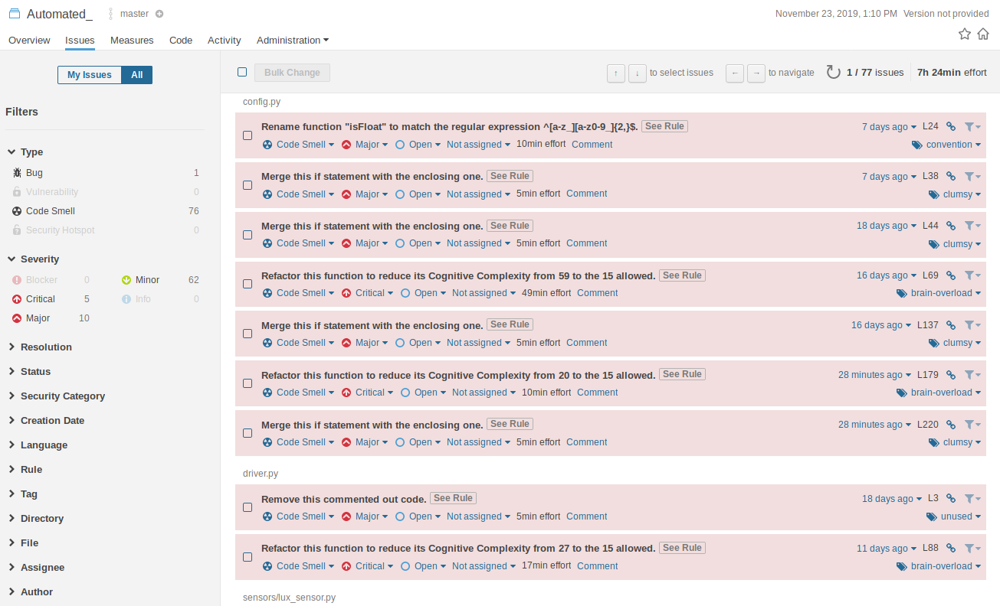 Automated_ master November 23, 2019, 1:10 PM Version not provided
Overview Issues Measures Code Activity Administration
My Issues All
Filters
Type
Bug 1
Vulnerability 0
Code Smell 76
Security Hotspot 0
Severity
Blocker 0 Minor 62
Critical 5 Info 0
Major 10
Resolution
Status
Security Category
Creation Date
Language
Rule
Tag
Directory
File
Assignee
Author
Bulk Change ↑ ↓ to select issues ← → to navigate 1 / 77 issues 7h 24min effort
config.py
Rename function "isFloat" to match the regular expression ^[a-z_][a-z0-9_]{2,}$. See Rule 7 days ago L24
Code Smell Major Open Not assigned 10min effort Comment convention
Merge this if statement with the enclosing one. See Rule 7 days ago L38
Code Smell Major Open Not assigned 5min effort Comment clumsy
Merge this if statement with the enclosing one. See Rule 18 days ago L44
Code Smell Major Open Not assigned 5min effort Comment clumsy
Refactor this function to reduce its Cognitive Complexity from 59 to the 15 allowed. See Rule 16 days ago L69
Code Smell Critical Open Not assigned 49min effort Comment brain-overload
Merge this if statement with the enclosing one. See Rule 16 days ago L137
Code Smell Major Open Not assigned 5min effort Comment clumsy
Refactor this function to reduce its Cognitive Complexity from 20 to the 15 allowed. See Rule 28 minutes ago L179
Code Smell Critical Open Not assigned 10min effort Comment brain-overload
Merge this if statement with the enclosing one. See Rule 28 minutes ago L220
Code Smell Major Open Not assigned 5min effort Comment clumsy
driver.py
Remove this commented out code. See Rule 18 days ago L3
Code Smell Major Open Not assigned 5min effort Comment unused
Refactor this function to reduce its Cognitive Complexity from 27 to the 15 allowed. See Rule 11 days ago L88
Code Smell Critical Open Not assigned 17min effort Comment brain-overload
sensors/lux_sensor.py